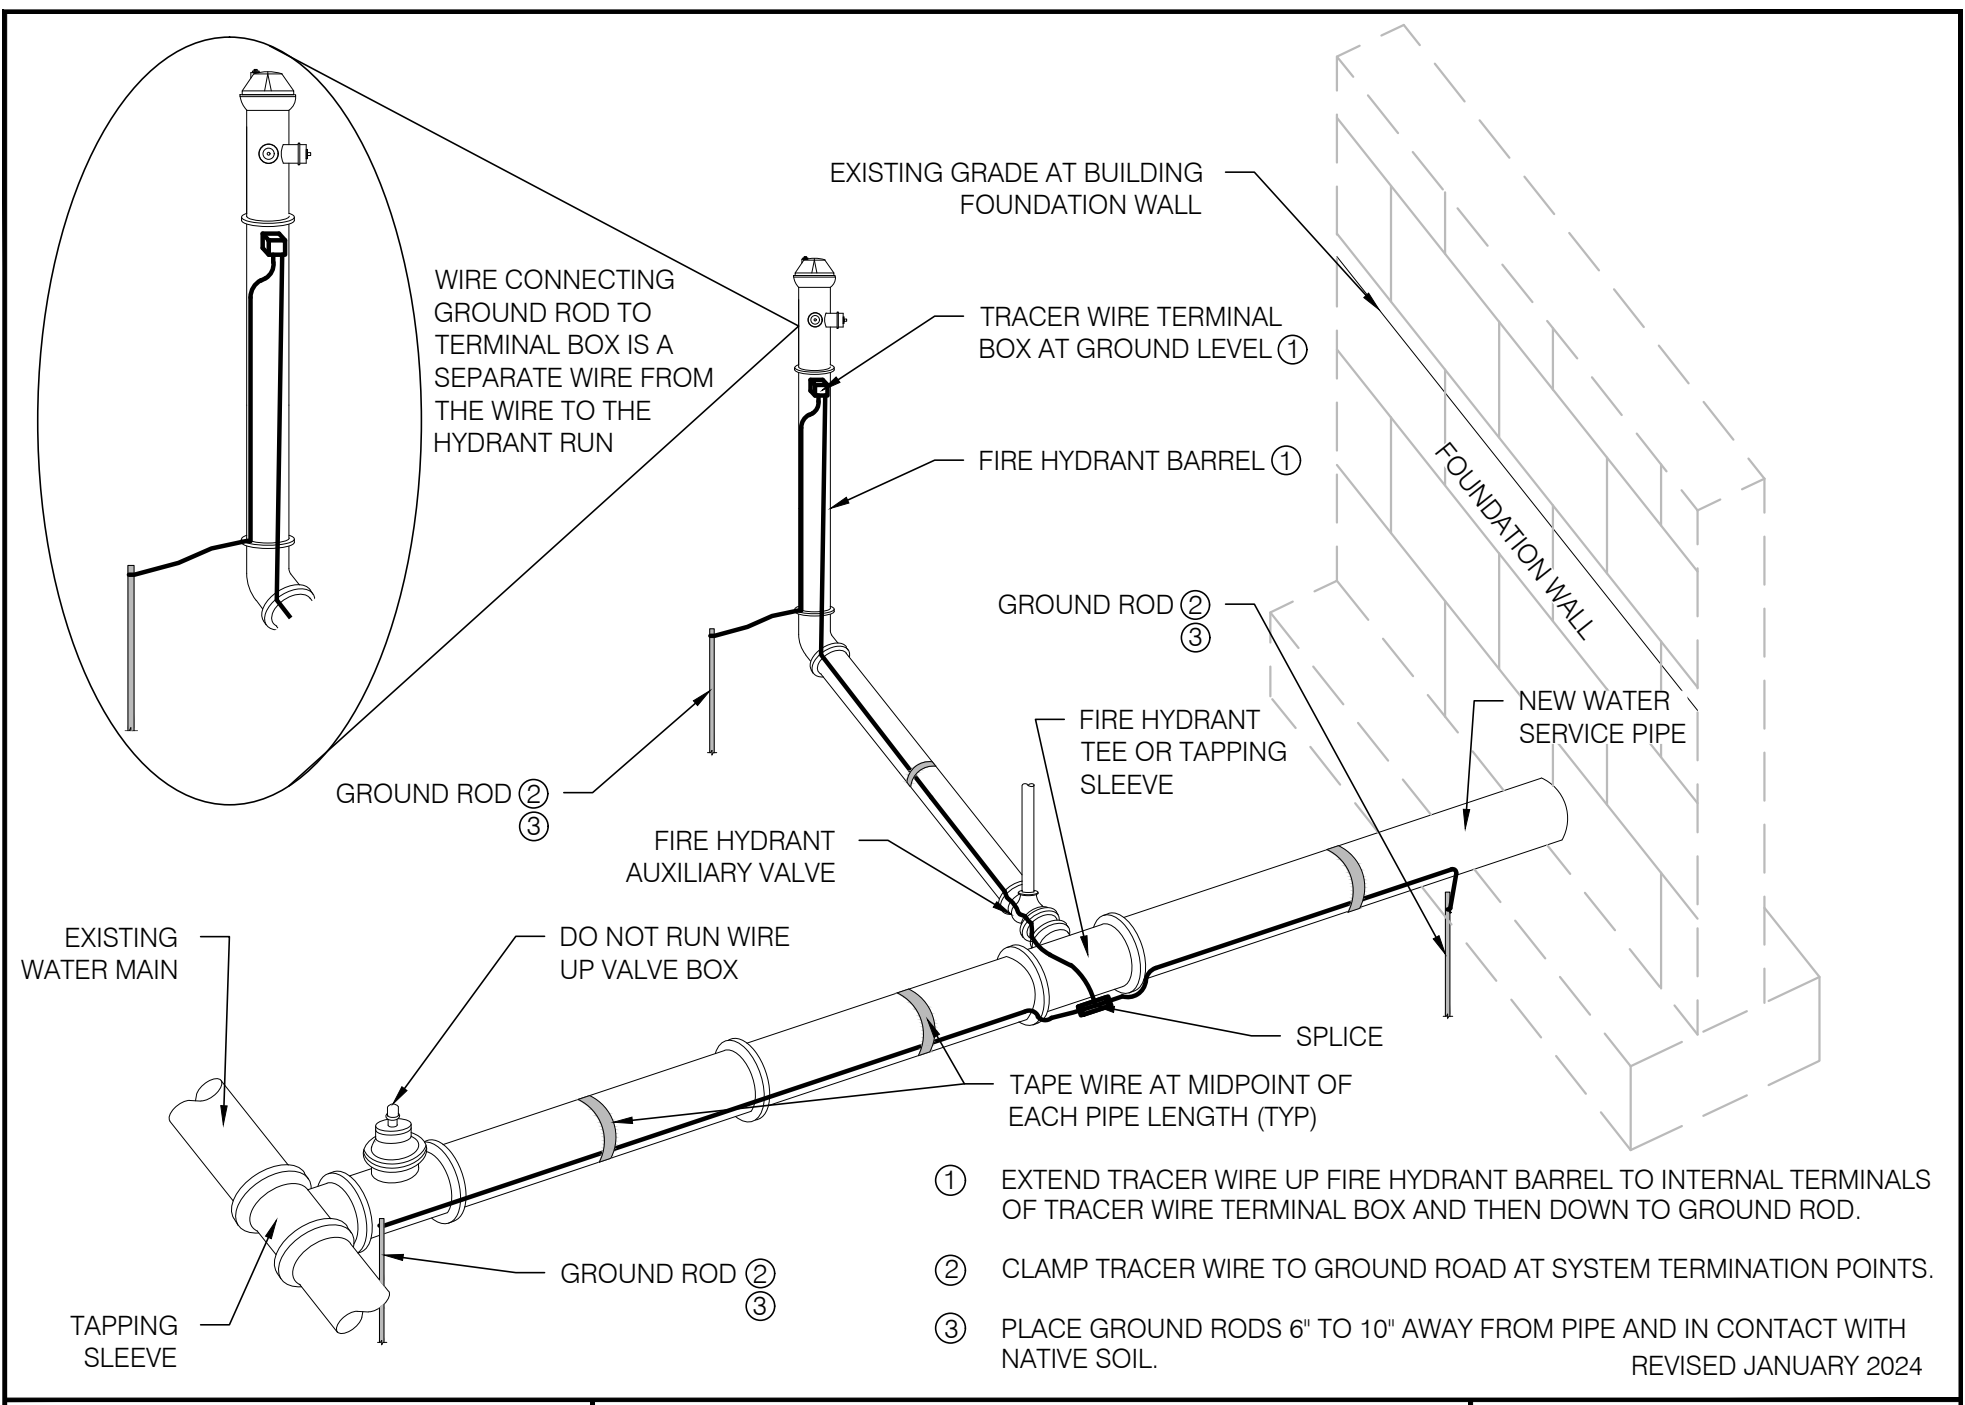 EXISTING GRADE AT BUILDING
FOUNDATION WALL
WIRE CONNECTING
GROUND ROD TO
TERMINAL BOX IS A
SEPARATE WIRE FROM
THE WIRE TO THE
HYDRANT RUN
TRACER WIRE TERMINAL
BOX AT GROUND LEVEL ①
FIRE HYDRANT BARREL ①
FOUNDATION WALL
GROUND ROD ②
③
NEW WATER
SERVICE PIPE
FIRE HYDRANT
TEE OR TAPPING
SLEEVE
GROUND ROD ②
③
FIRE HYDRANT
AUXILIARY VALVE
EXISTING
WATER MAIN
DO NOT RUN WIRE
UP VALVE BOX
SPLICE
TAPE WIRE AT MIDPOINT OF
EACH PIPE LENGTH (TYP)
GROUND ROD ②
③
TAPPING
SLEEVE
① EXTEND TRACER WIRE UP FIRE HYDRANT BARREL TO INTERNAL TERMINALS
OF TRACER WIRE TERMINAL BOX AND THEN DOWN TO GROUND ROD.
② CLAMP TRACER WIRE TO GROUND ROAD AT SYSTEM TERMINATION POINTS.
③ PLACE GROUND RODS 6" TO 10" AWAY FROM PIPE AND IN CONTACT WITH
NATIVE SOIL.
REVISED JANUARY 2024